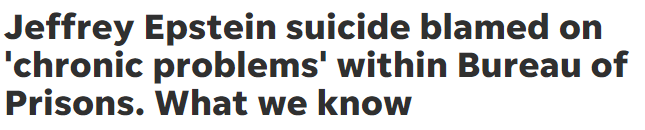 Jeffrey Epstein suicide blamed on
'chronic problems' within Bureau of
Prisons. What we know